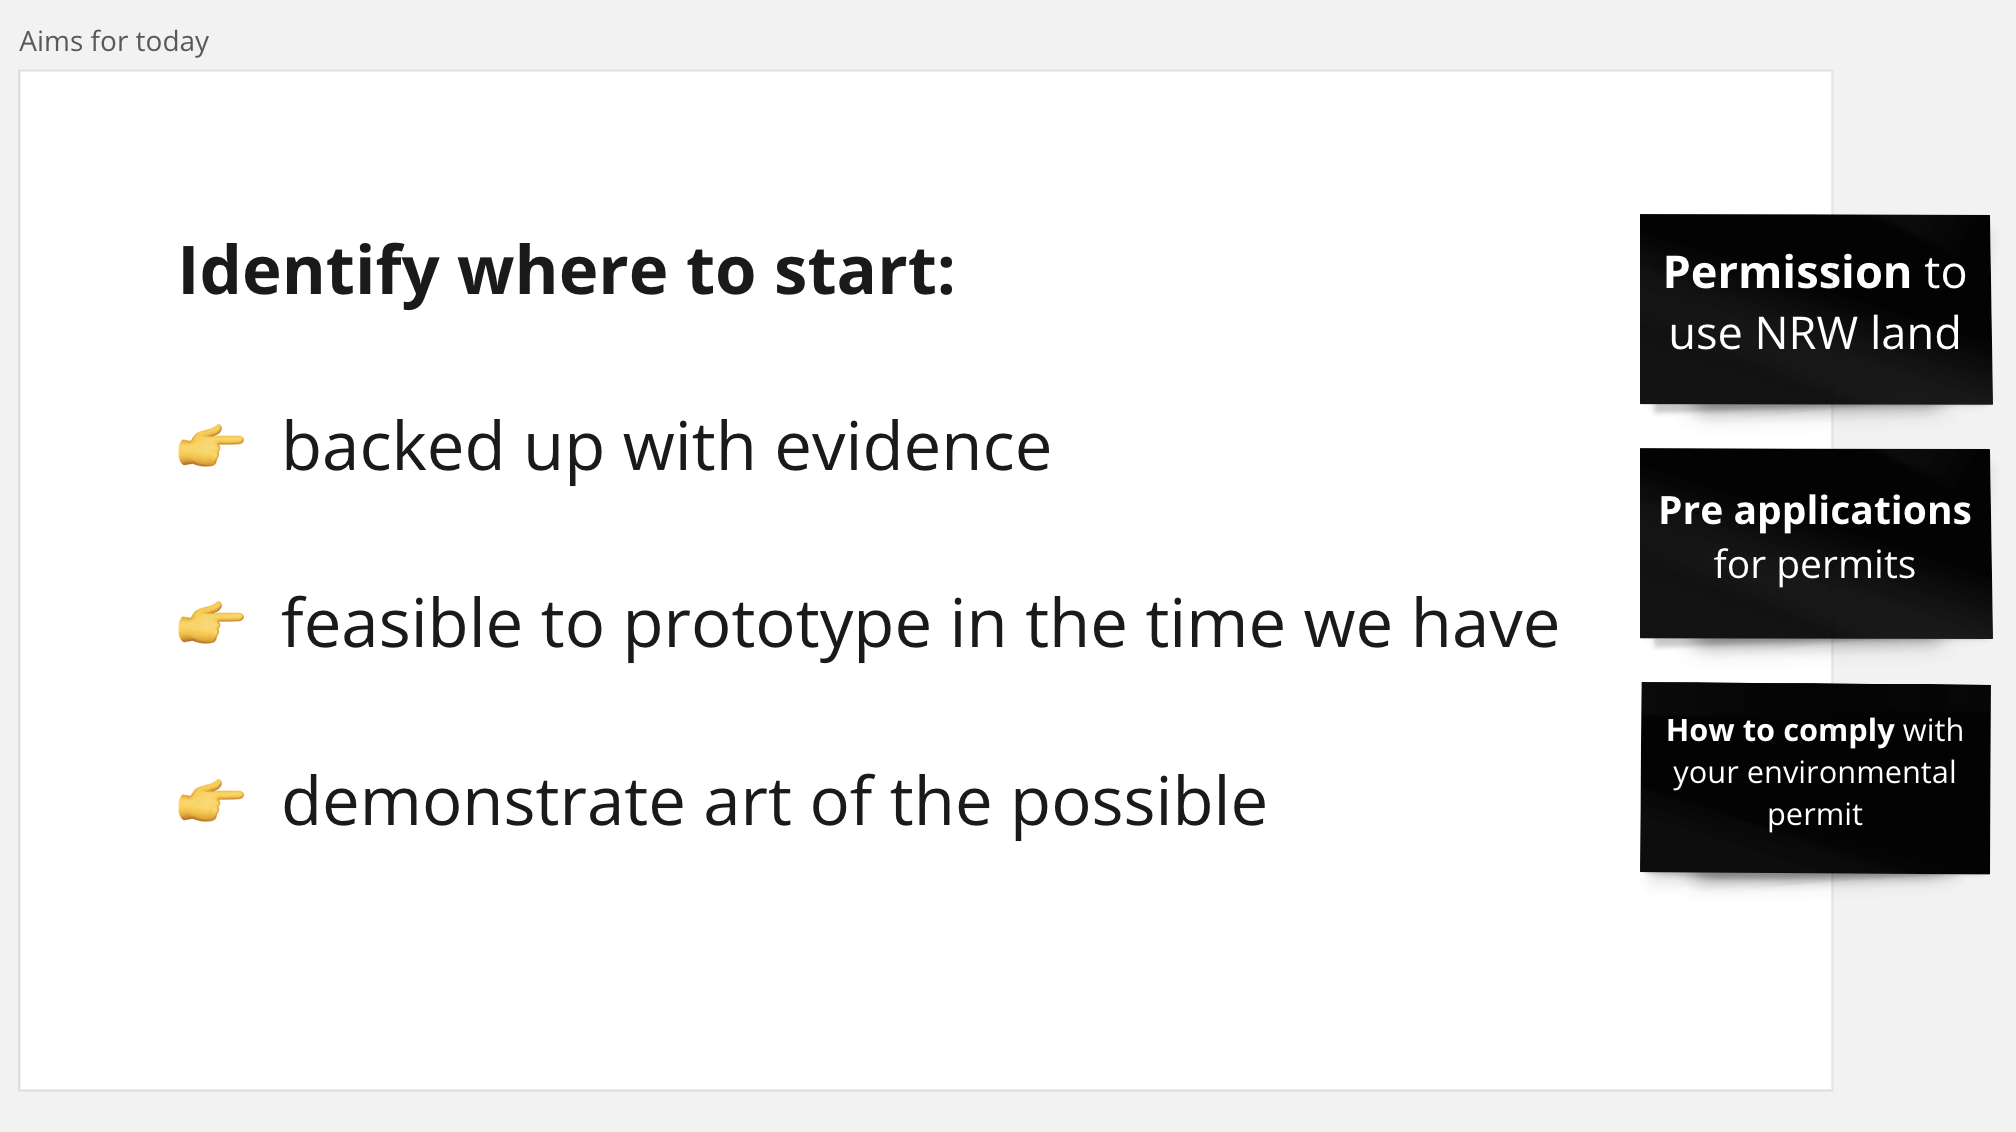 Aims for today
Identify where to start:
👉 backed up with evidence
👉 feasible to prototype in the time we have
👉 demonstrate art of the possible
Permission to
use NRW land
Pre applications
for permits
How to comply with
your environmental
permit